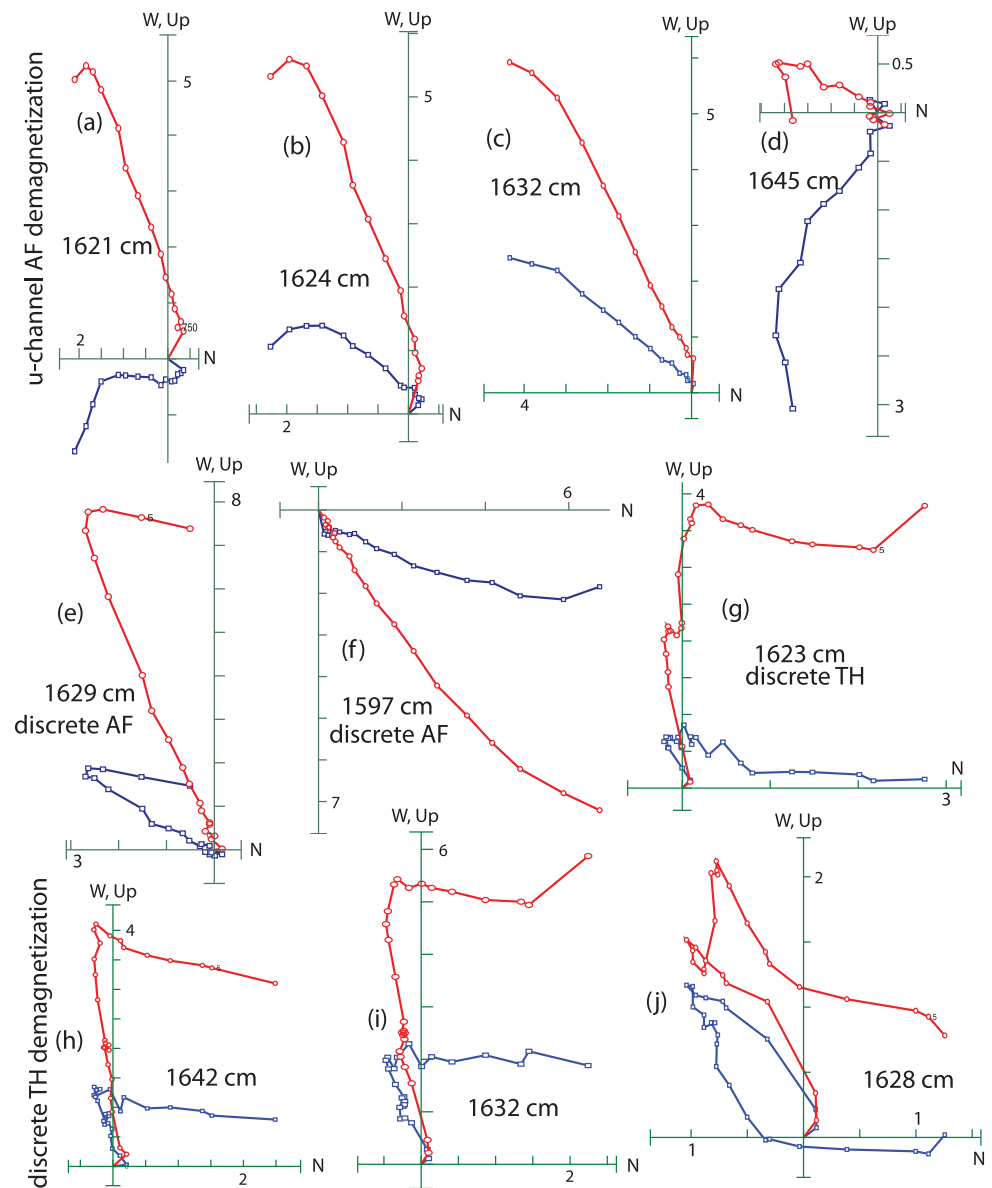 u-channel AF demagnetization
W, Up
(a)
5
1621 cm
750
2
N
W, Up
(b)
5
1624 cm
2
N
W, Up
(c)
5
1632 cm
4
N
W, Up
0.5
N
(d)
1645 cm
3
W, Up
8
5
(e)
1629 cm
discrete AF
3
N
W, Up
6
N
(f)
1597 cm
discrete AF
7
W, Up
4
5
(g)
1623 cm
discrete TH
N
3
discrete TH demagnetization
W, Up
4
5
(h)
1642 cm
N
2
W, Up
6
(i)
1632 cm
2
N
W, Up
2
(j)
5
1628 cm
1
1
N